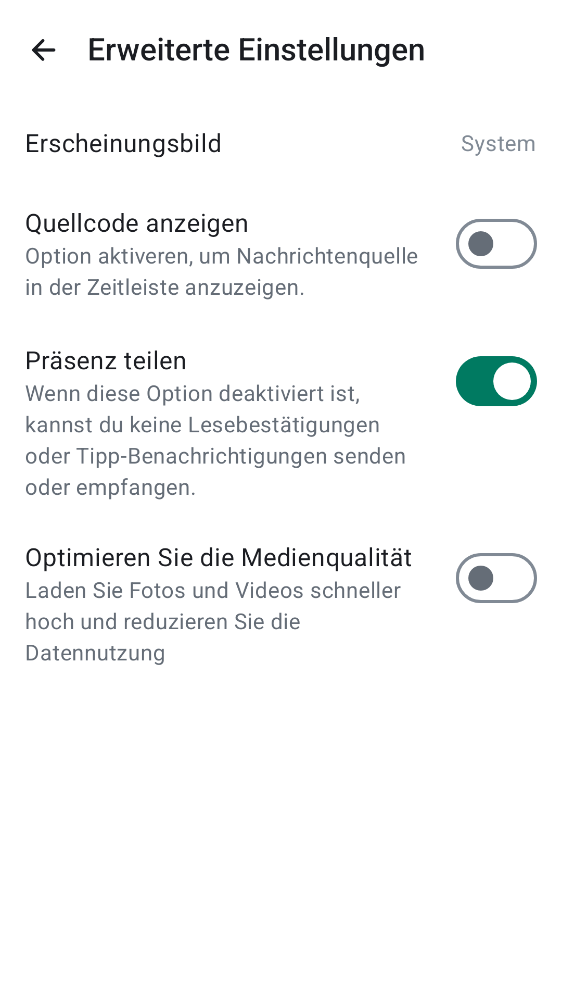 Erweiterte Einstellungen
Erscheinungsbild System
Quellcode anzeigen
Option aktiveren, um Nachrichtenquelle
in der Zeitleiste anzuzeigen.
Präsenz teilen
Wenn diese Option deaktiviert ist,
kannst du keine Lesebestätigungen
oder Tipp-Benachrichtigungen senden
oder empfangen.
Optimieren Sie die Medienqualität
Laden Sie Fotos und Videos schneller
hoch und reduzieren Sie die
Datennutzung